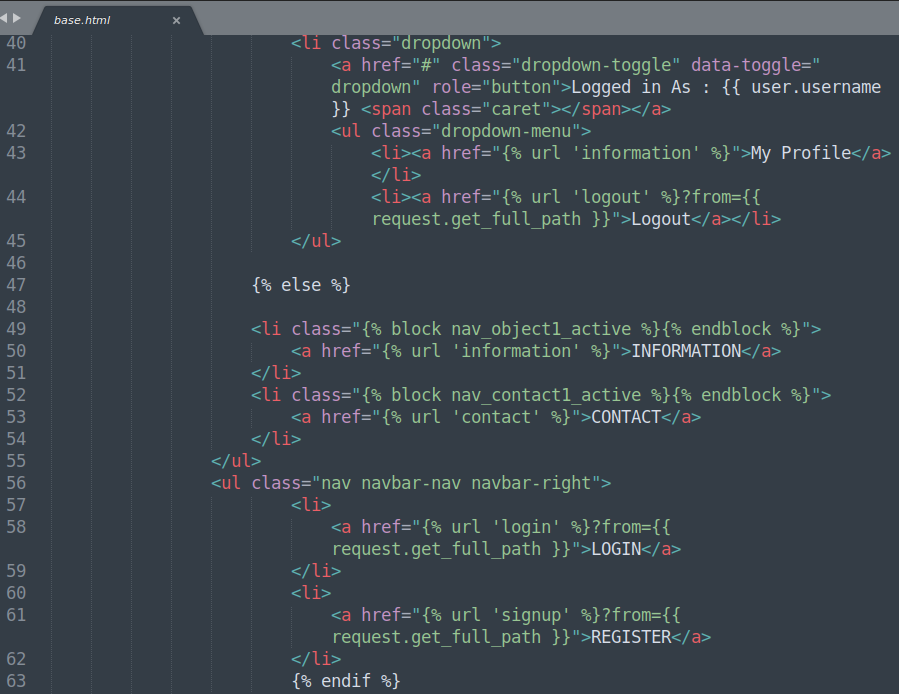 base.html ×
40 <li class="dropdown">
41 <a href="#" class="dropdown-toggle" data-toggle="
dropdown" role="button">Logged in As : {{ user.username
}} <span class="caret"></span></a>
42 <ul class="dropdown-menu">
43 <li><a href="{% url 'information' %}">My Profile</a>
</li>
44 <li><a href="{% url 'logout' %}?from={{
request.get_full_path }}">Logout</a></li>
45 </ul>
46
47 {% else %}
48
49 <li class="{% block nav_object1_active %}{% endblock %}">
50 <a href="{% url 'information' %}">INFORMATION</a>
51 </li>
52 <li class="{% block nav_contact1_active %}{% endblock %}">
53 <a href="{% url 'contact' %}">CONTACT</a>
54 </li>
55 </ul>
56 <ul class="nav navbar-nav navbar-right">
57 <li>
58 <a href="{% url 'login' %}?from={{
request.get_full_path }}">LOGIN</a>
59 </li>
60 <li>
61 <a href="{% url 'signup' %}?from={{
request.get_full_path }}">REGISTER</a>
62 </li>
63 {% endif %}